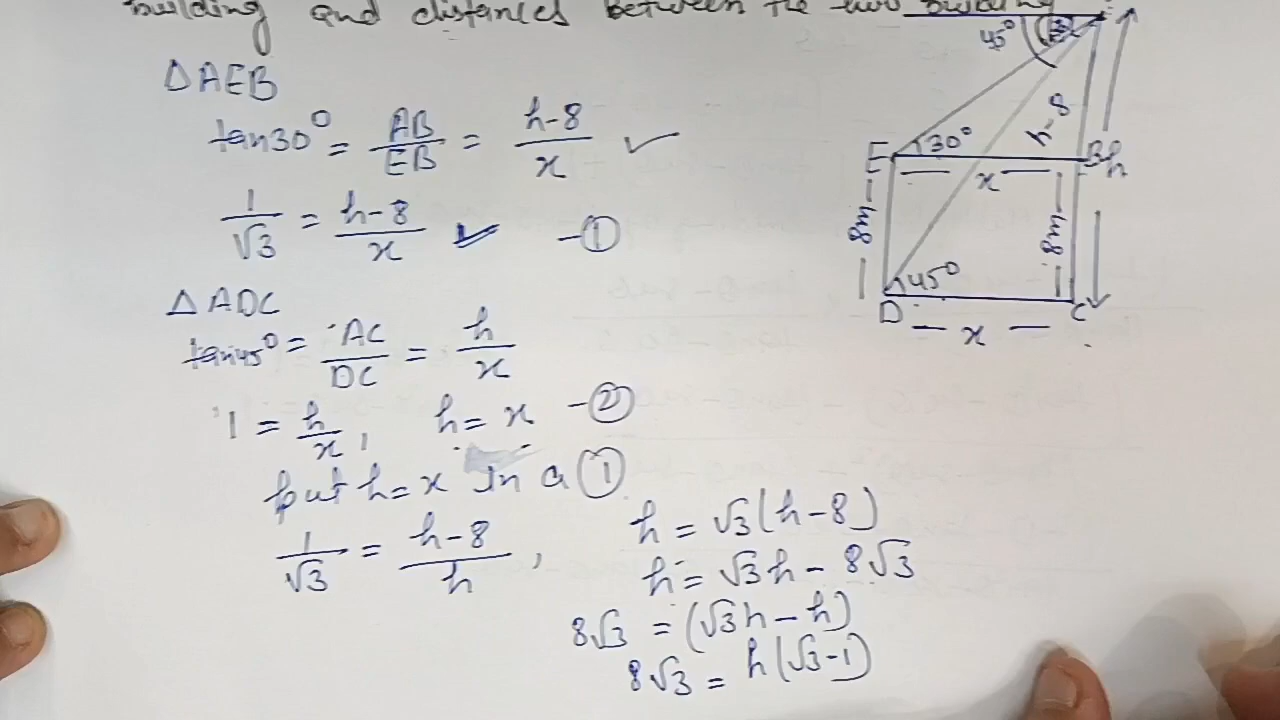 building and distances between the two building
△AEB
tan30° = AB/EB = h-8/x ✓
1/√3 = h-8/x ✓ -①
△ADC
tan45° = AC/DC = h/x
1 = h/x, h = x -②
put h = x in a ①
1/√3 = h-8/h, h = √3(h-8)
h = √3h - 8√3
8√3 = (√3h - h)
8√3 = h(√3-1)
45°
h-8
E 30° B h
x
8m 8m
45°
D C
x